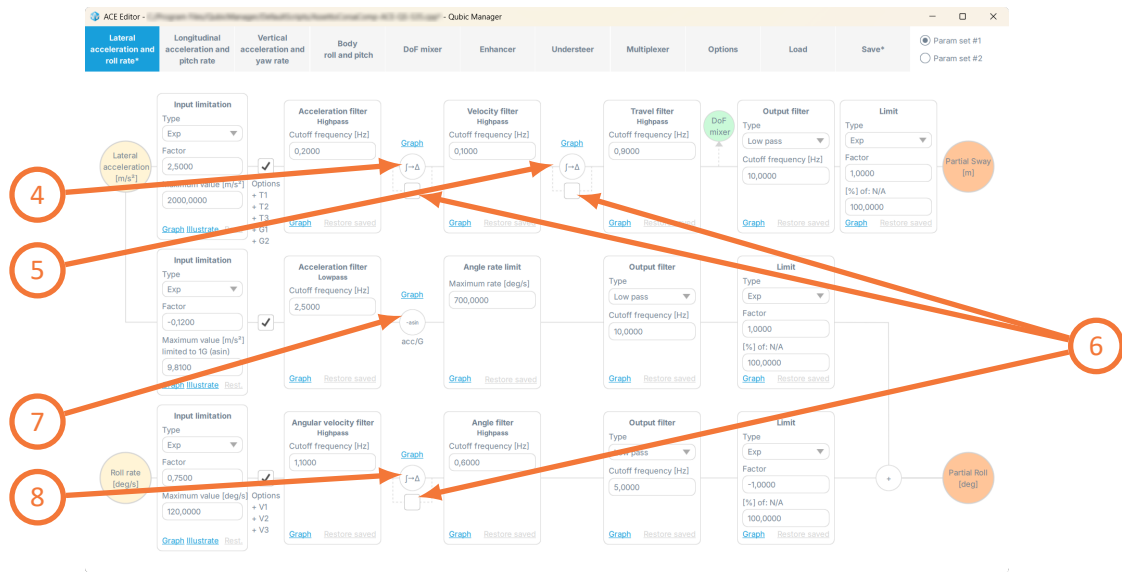 ACE Editor - - Qubic Manager
Lateral
acceleration and
roll rate*
Longitudinal
acceleration and
pitch rate
Vertical
acceleration and
yaw rate
Body
roll and pitch
DoF mixer
Enhancer
Understeer
Multiplexer
Options
Load
Save*
Param set #1
Param set #2
Lateral
acceleration
[m/s²]
Input limitation
Type
Exp
Factor
2,5000
Maximum value [m/s²]
2000,0000
Graph Illustrate Rest.
Options
+ T1
+ T2
+ T3
+ G1
+ G2
Acceleration filter
Highpass
Cutoff frequency [Hz]
0,2000
Graph Restore saved
Graph
∫→Δ
Velocity filter
Highpass
Cutoff frequency [Hz]
0,1000
Graph Restore saved
Graph
∫→Δ
Travel filter
Highpass
Cutoff frequency [Hz]
0,9000
Graph Restore saved
DoF
mixer
Output filter
Type
Low pass
Cutoff frequency [Hz]
10,0000
Graph Restore saved
Limit
Type
Exp
Factor
1,0000
[%] of: N/A
100,0000
Graph Restore saved
Partial Sway
[m]
4
5
Input limitation
Type
Exp
Factor
-0,1200
Maximum value [m/s²]
limited to 1G (asin)
9,8100
Graph Illustrate Rest.
Acceleration filter
Lowpass
Cutoff frequency [Hz]
2,5000
Graph Restore saved
Graph
-asin
acc/G
Angle rate limit
Maximum rate [deg/s]
700,0000
Graph Restore saved
Output filter
Type
Low pass
Cutoff frequency [Hz]
10,0000
Graph Restore saved
Limit
Type
Exp
Factor
1,0000
[%] of: N/A
100,0000
Graph Restore saved
6
7
Roll rate
[deg/s]
Input limitation
Type
Exp
Factor
0,7500
Maximum value [deg/s]
120,0000
Graph Illustrate Rest.
Options
+ V1
+ V2
+ V3
Angular velocity filter
Highpass
Cutoff frequency [Hz]
1,1000
Graph Restore saved
Graph
∫→Δ
Angle filter
Highpass
Cutoff frequency [Hz]
0,6000
Graph Restore saved
Output filter
Type
Low pass
Cutoff frequency [Hz]
5,0000
Graph Restore saved
Limit
Type
Exp
Factor
-1,0000
[%] of: N/A
100,0000
Graph Restore saved
+
Partial Roll
[deg]
8